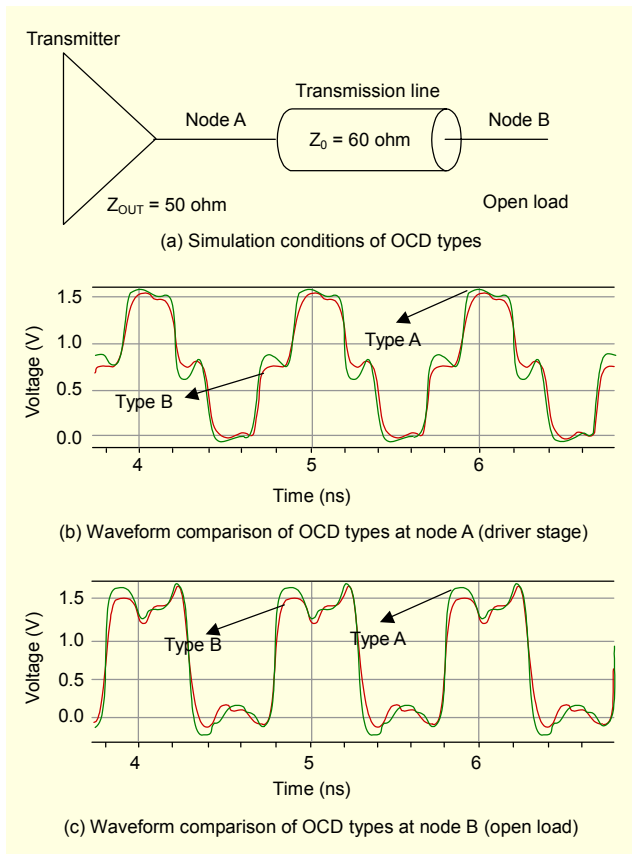 Transmitter
Transmission line
Node A
Z0 = 60 ohm
Node B
ZOUT = 50 ohm
Open load
(a) Simulation conditions of OCD types
Voltage (V)
1.5
1.0
0.5
0.0
Type A
Type B
4
5
6
Time (ns)
(b) Waveform comparison of OCD types at node A (driver stage)
Voltage (V)
1.5
1.0
0.5
0.0
Type B
Type A
4
5
6
Time (ns)
(c) Waveform comparison of OCD types at node B (open load)